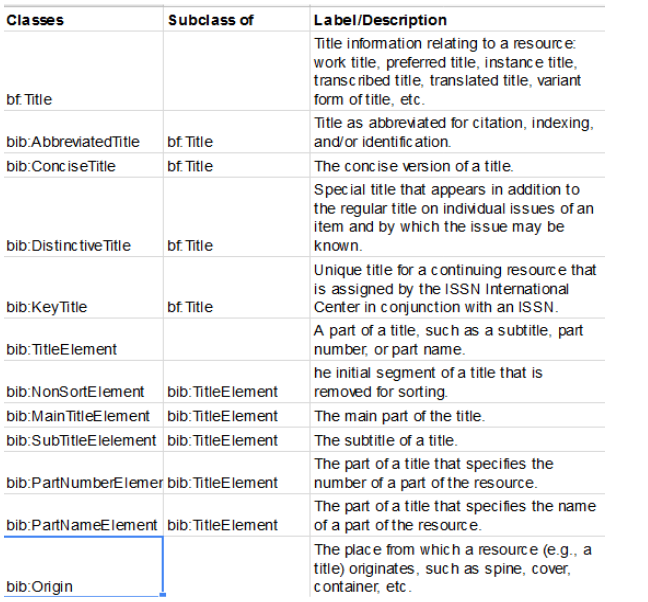 Classes Subclass of Label/Description
Title information relating to a resource:
work title, preferred title, instance title,
transcribed title, translated title, variant
bf:Title form of title, etc.
Title as abbreviated for citation, indexing,
bib:AbbreviatedTitle bf:Title and/or identification.
bib:ConciseTitle bf:Title The concise version of a title.
Special title that appears in addition to
the regular title on individual issues of an
item and by which the issue may be
bib:DistinctiveTitle bf:Title known.
Unique title for a continuing resource that
is assigned by the ISSN International
bib:KeyTitle bf:Title Center in conjunction with an ISSN.
A part of a title, such as a subtitle, part
bib:TitleElement number, or part name.
he initial segment of a title that is
bib:NonSortElement bib:TitleElement removed for sorting.
bib:MainTitleElement bib:TitleElement The main part of the title.
bib:SubTitleElelement bib:TitleElement The subtitle of a title.
The part of a title that specifies the
bib:PartNumberElemer bib:TitleElement number of a part of the resource.
The part of a title that specifies the name
bib:PartNameElement bib:TitleElement of a part of the resource.
The place from which a resource (e.g., a
title) originates, such as spine, cover,
bib:Origin container, etc.